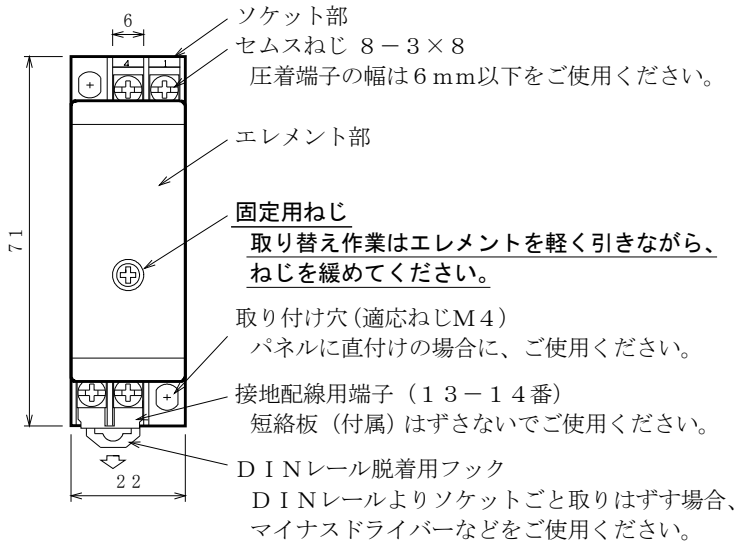 6
ソケット部
セムスねじ ８－３×８
圧着端子の幅は６ｍｍ以下をご使用ください。
4 1
エレメント部
71
固定用ねじ
取り替え作業はエレメントを軽く引きながら、
ねじを緩めてください。
取り付け穴（適応ねじＭ４）
パネルに直付けの場合に、ご使用ください。
接地配線用端子（１３－１４番）
短絡板（付属）はずさないでご使用ください。
ＤＩＮレール脱着用フック
22
ＤＩＮレールよりソケットごと取りはずす場合、
マイナスドライバーなどをご使用ください。